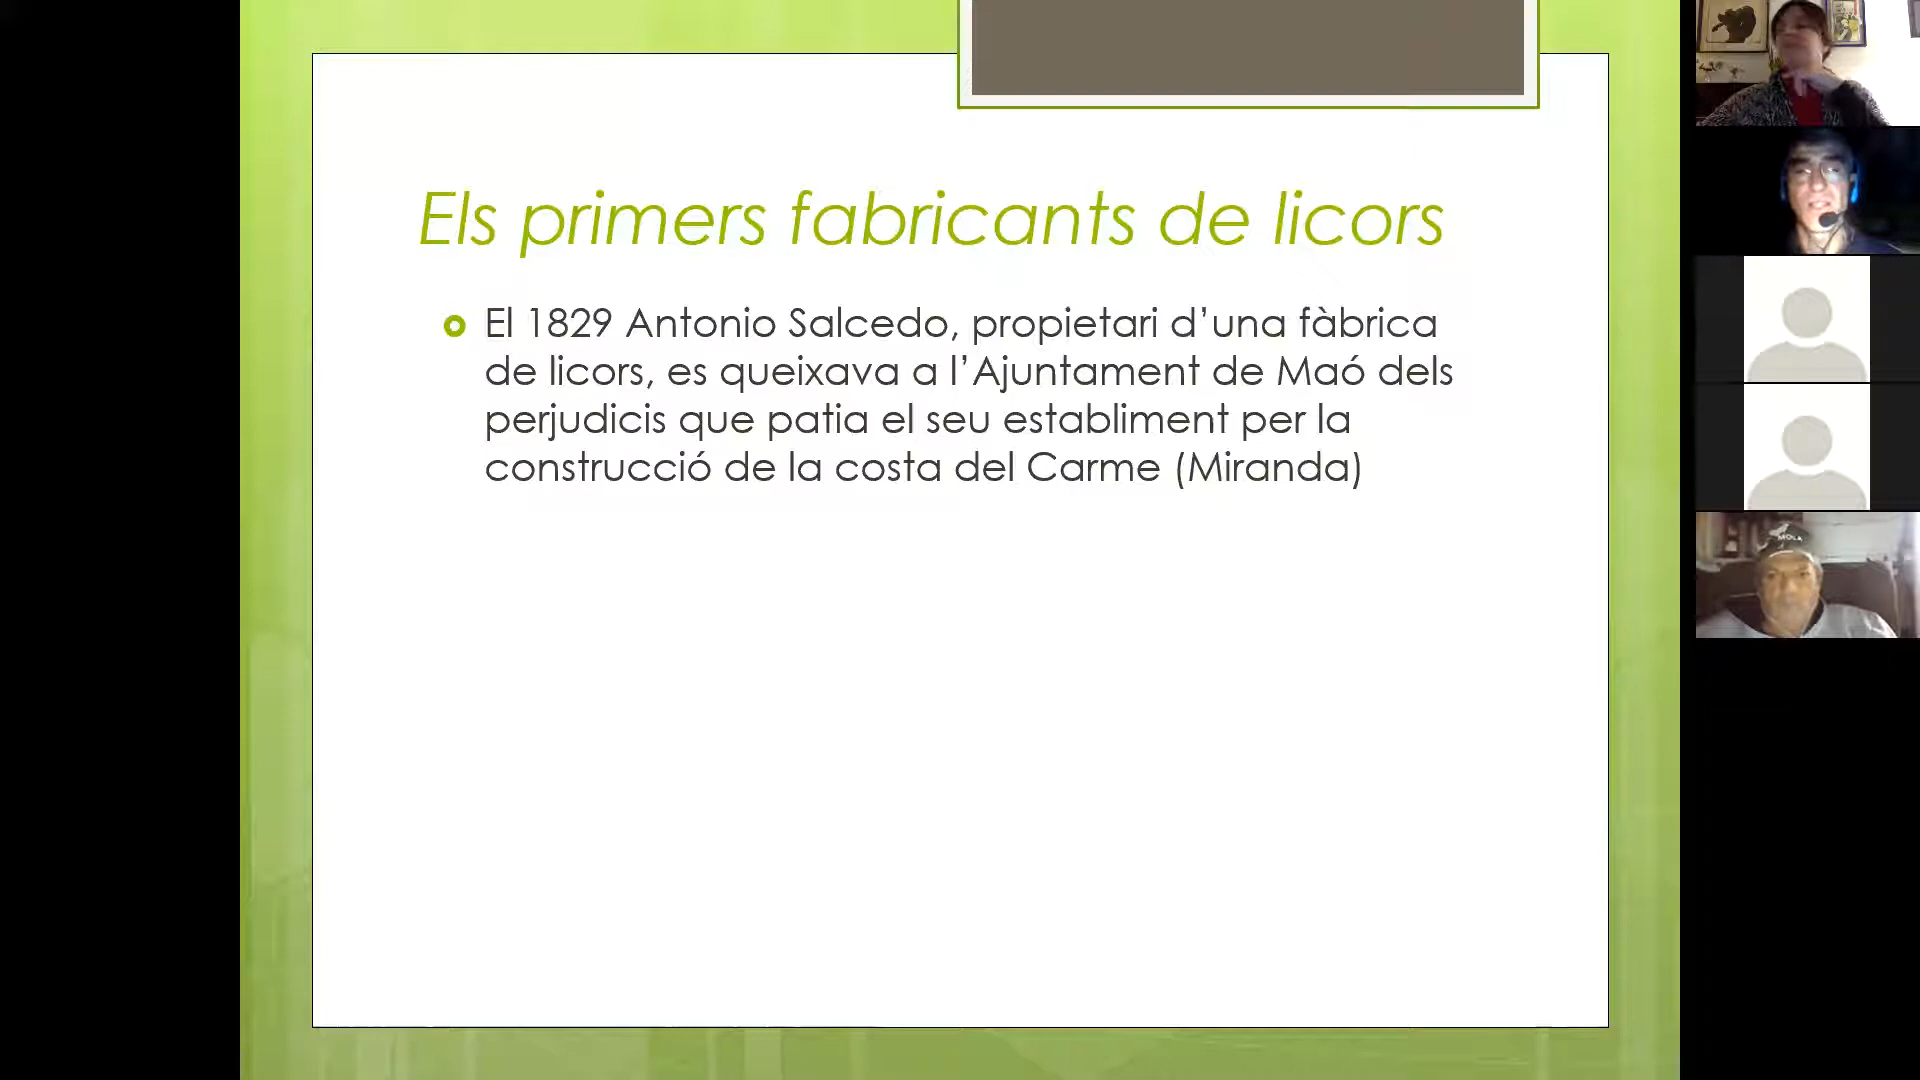 Els primers fabricants de licors
El 1829 Antonio Salcedo, propietari d’una fàbrica
de licors, es queixava a l’Ajuntament de Maó dels
perjudicis que patia el seu establiment per la
construcció de la costa del Carme (Miranda)
MOLA